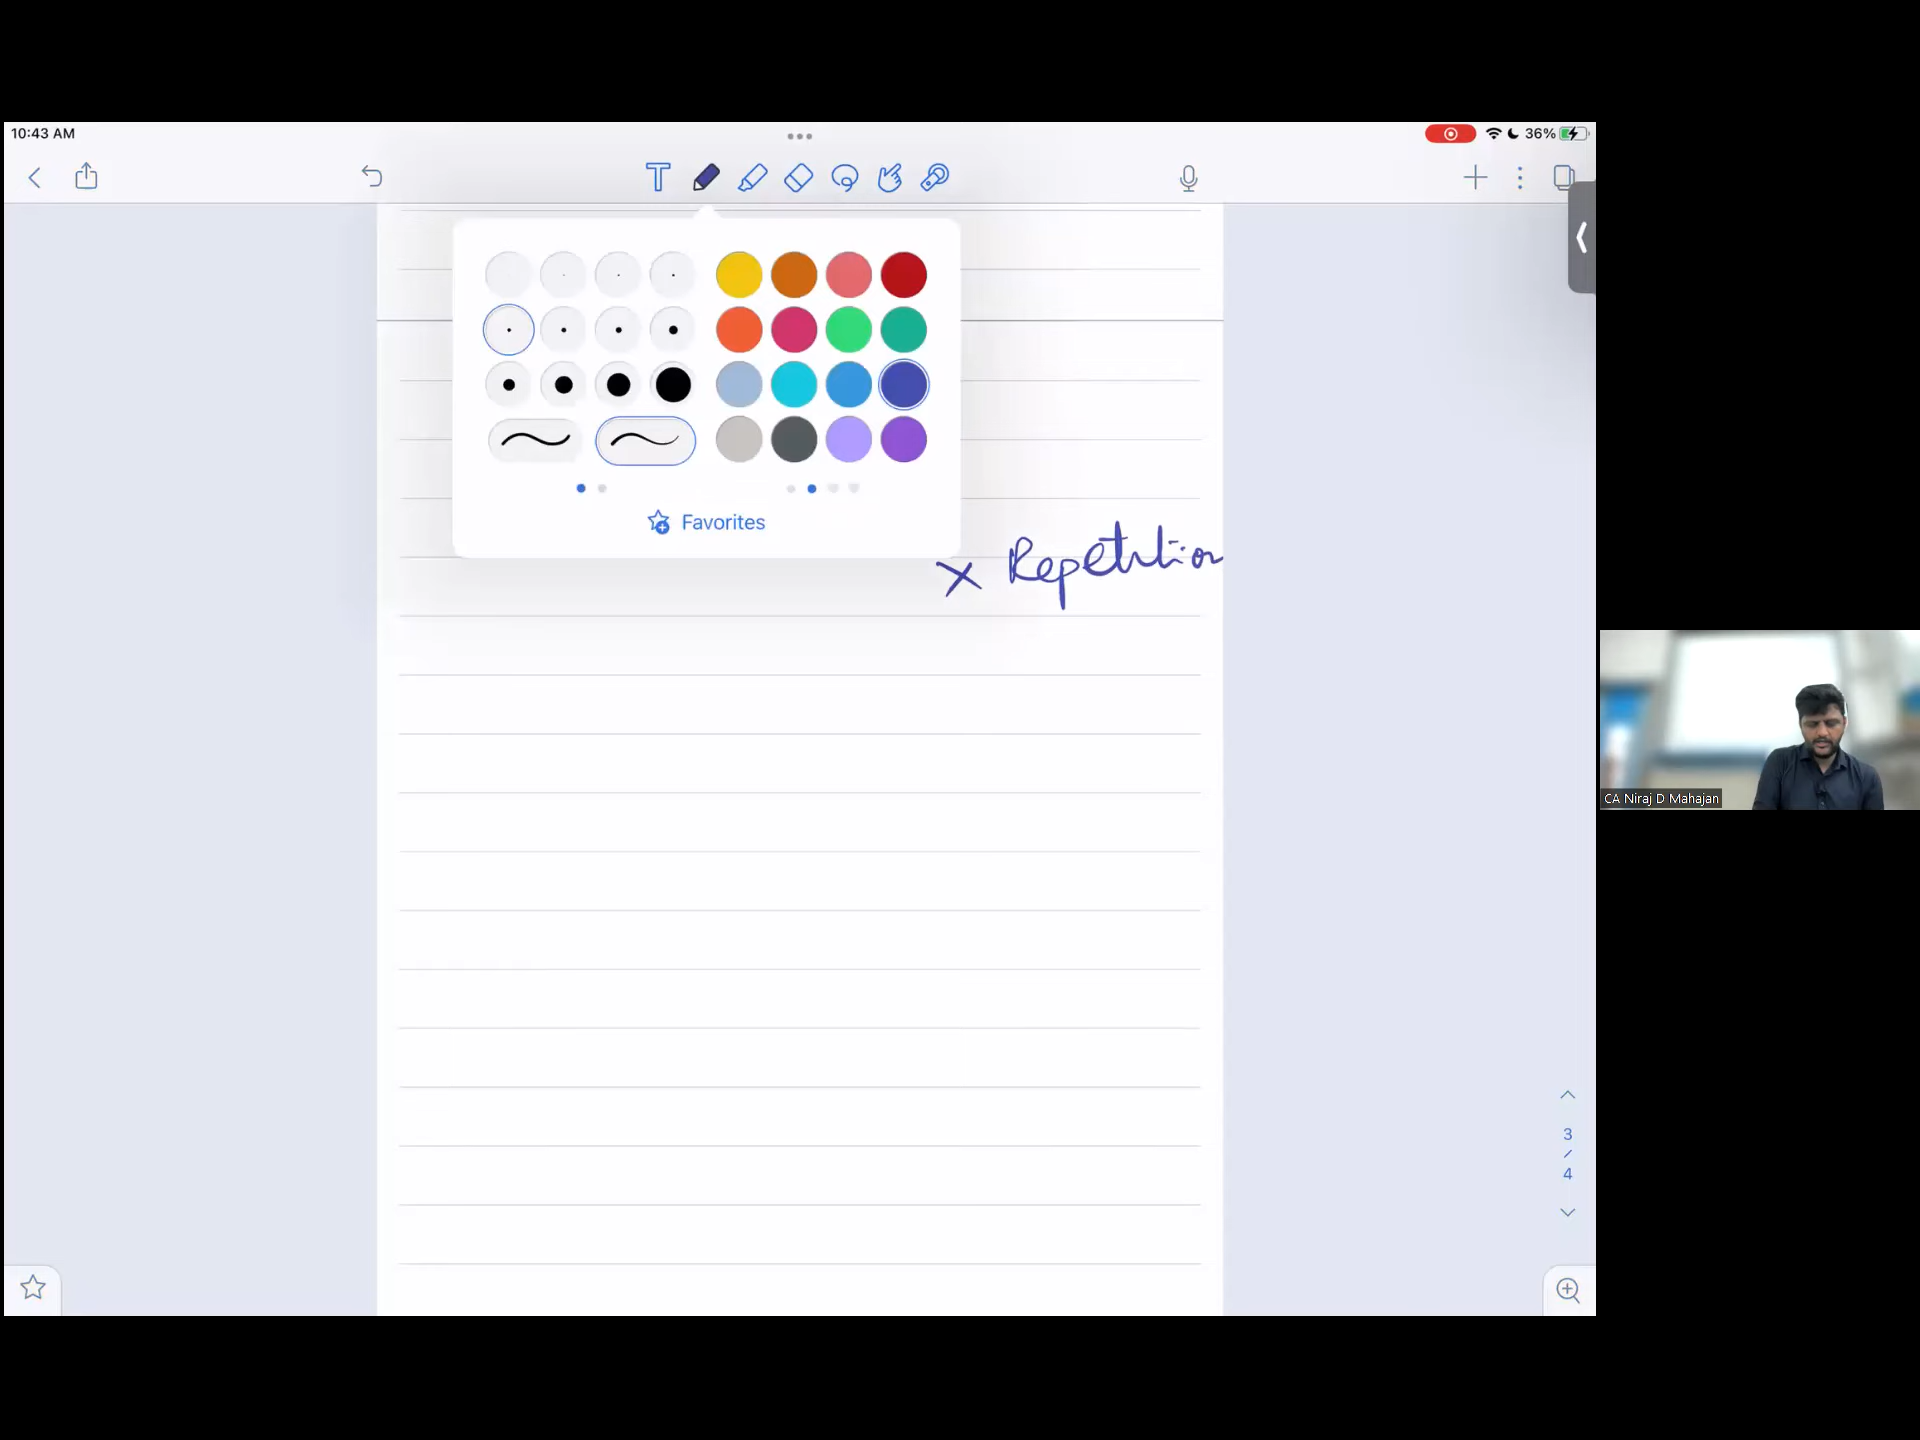 10:43 AM
36%
Favorites
x Repetition
CA Niraj D Mahajan
3
/
4